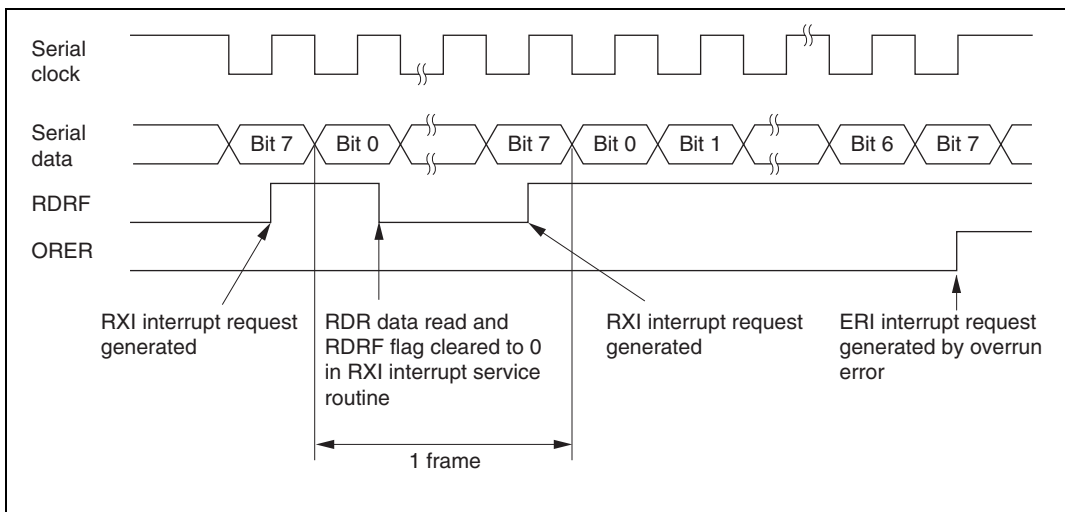 Serial
clock
Serial
data
Bit 7
Bit 0
Bit 7
Bit 0
Bit 1
Bit 6
Bit 7
RDRF
ORER
RXI interrupt request
generated
RDR data read and
RDRF flag cleared to 0
in RXI interrupt service
routine
RXI interrupt request
generated
ERI interrupt request
generated by overrun
error
1 frame